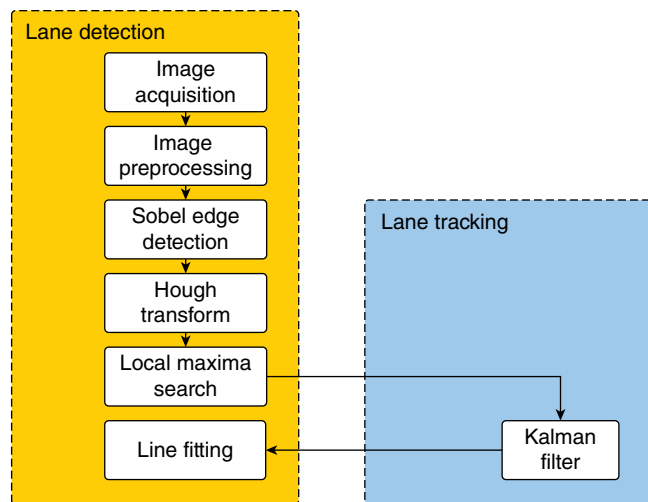 Lane detection
Image
acquisition
Image
preprocessing
Sobel edge
detection
Hough
transform
Local maxima
search
Line fitting
Lane tracking
Kalman
filter